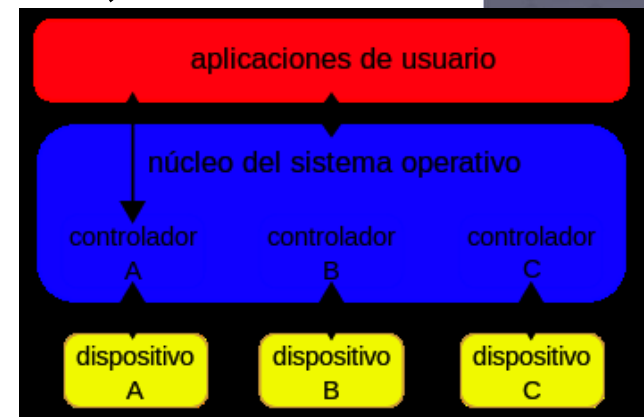 aplicaciones de usuario
núcleo del sistema operativo
controlador
A
controlador
B
controlador
C
dispositivo
A
dispositivo
B
dispositivo
C